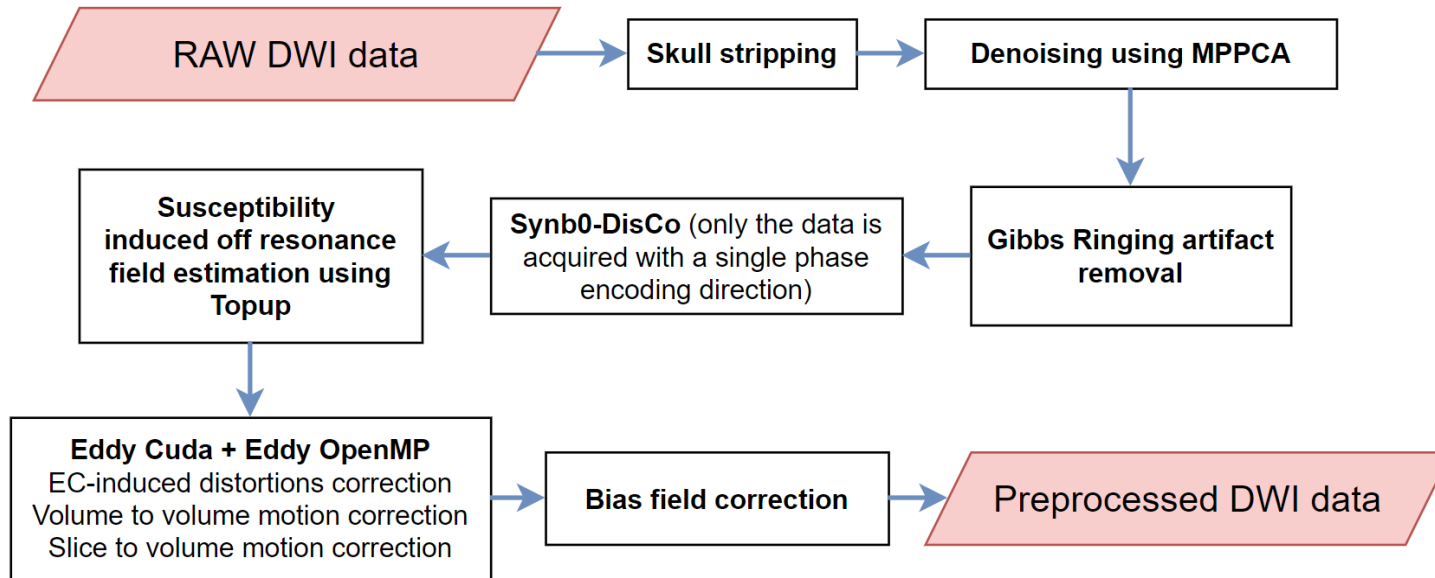 RAW DWI data
Skull stripping
Denoising using MPPCA
Gibbs Ringing artifact
removal
Synb0-DisCo (only the data is
acquired with a single phase
encoding direction)
Susceptibility
induced off resonance
field estimation using
Topup
Eddy Cuda + Eddy OpenMP
EC-induced distortions correction
Volume to volume motion correction
Slice to volume motion correction
Bias field correction
Preprocessed DWI data